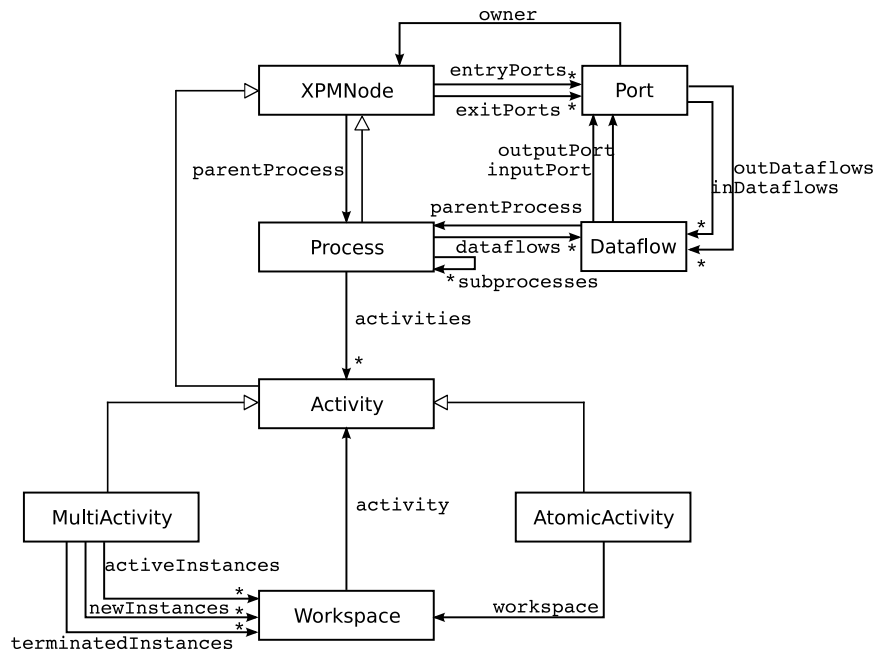 owner
XPMNode
entryPorts
*
Port
exitPorts
*
parentProcess
outputPort
inputPort
outDataflows
inDataflows
parentProcess
*
Process
dataflows
*
Dataflow
*
*
subprocesses
activities
*
Activity
MultiActivity
activity
AtomicActivity
activeInstances
*
newInstances
*
Workspace
workspace
*
terminatedInstances